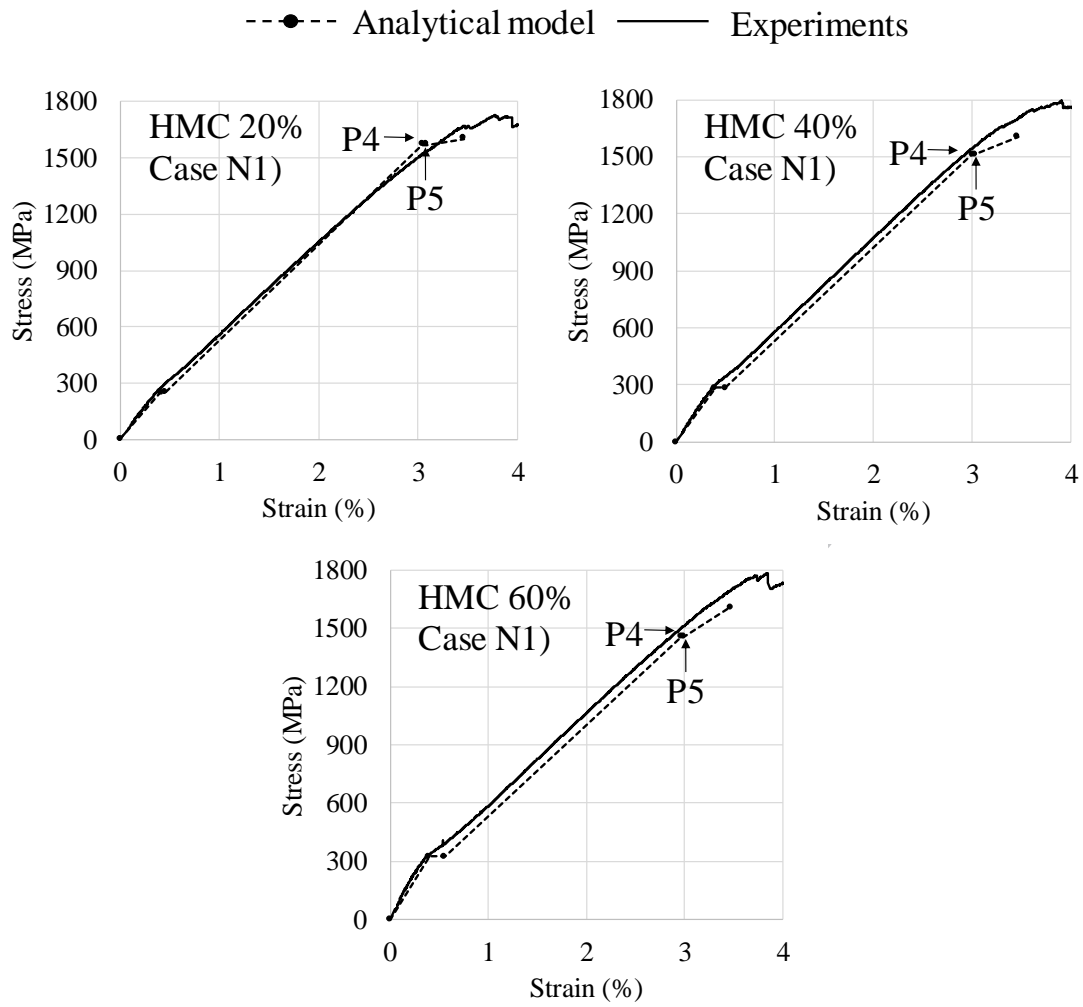 Analytical model
Experiments
HMC 20%
Case N1)
P4
P5
1800
1500
1200
900
600
300
0
0 1 2 3 4
Stress (MPa)
Strain (%)
HMC 40%
Case N1)
P4
P5
1800
1500
1200
900
600
300
0
0 1 2 3 4
Stress (MPa)
Strain (%)
HMC 60%
Case N1)
P4
P5
1800
1500
1200
900
600
300
0
0 1 2 3 4
Stress (MPa)
Strain (%)